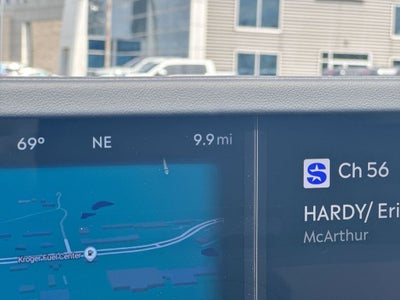 69° NE 9.9 mi
Ch 56
HARDY/ Eri
McArthur
Kroger Fuel Center